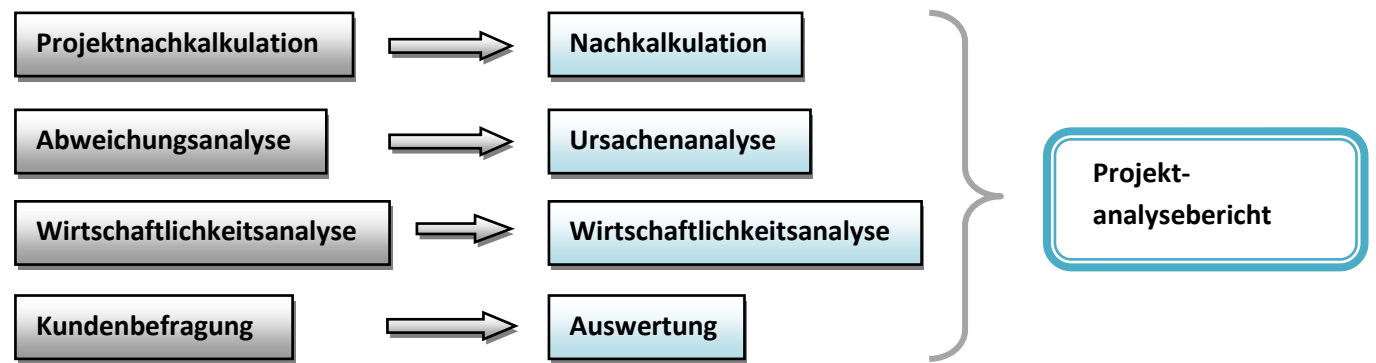 Projektnachkalkulation
Nachkalkulation
Abweichungsanalyse
Ursachenanalyse
Wirtschaftlichkeitsanalyse
Wirtschaftlichkeitsanalyse
Kundenbefragung
Auswertung
Projekt-
analysebericht